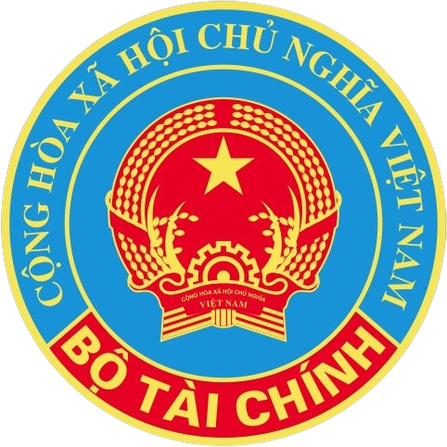 CỘNG HÒA XÃ HỘI CHỦ NGHĨA VIỆT NAM
CỘNG HÒA XÃ HỘI CHỦ NGHĨA
VIỆT NAM
BỘ TÀI CHÍNH